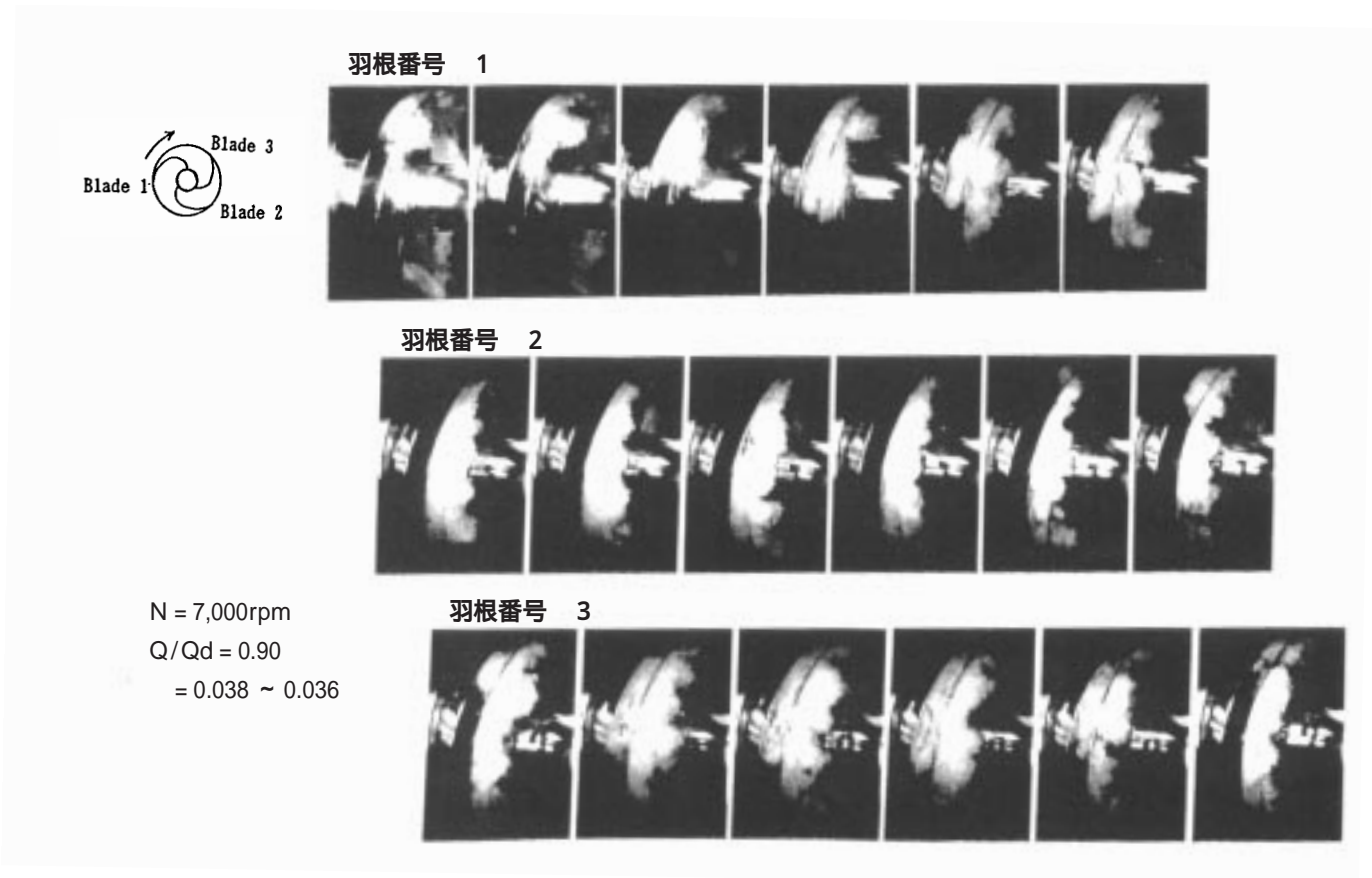 羽根番号 1
Blade 3
Blade 1
Blade 2
羽根番号 2
羽根番号 3
N = 7,000rpm
Q/Qd = 0.90
= 0.038 ~ 0.036